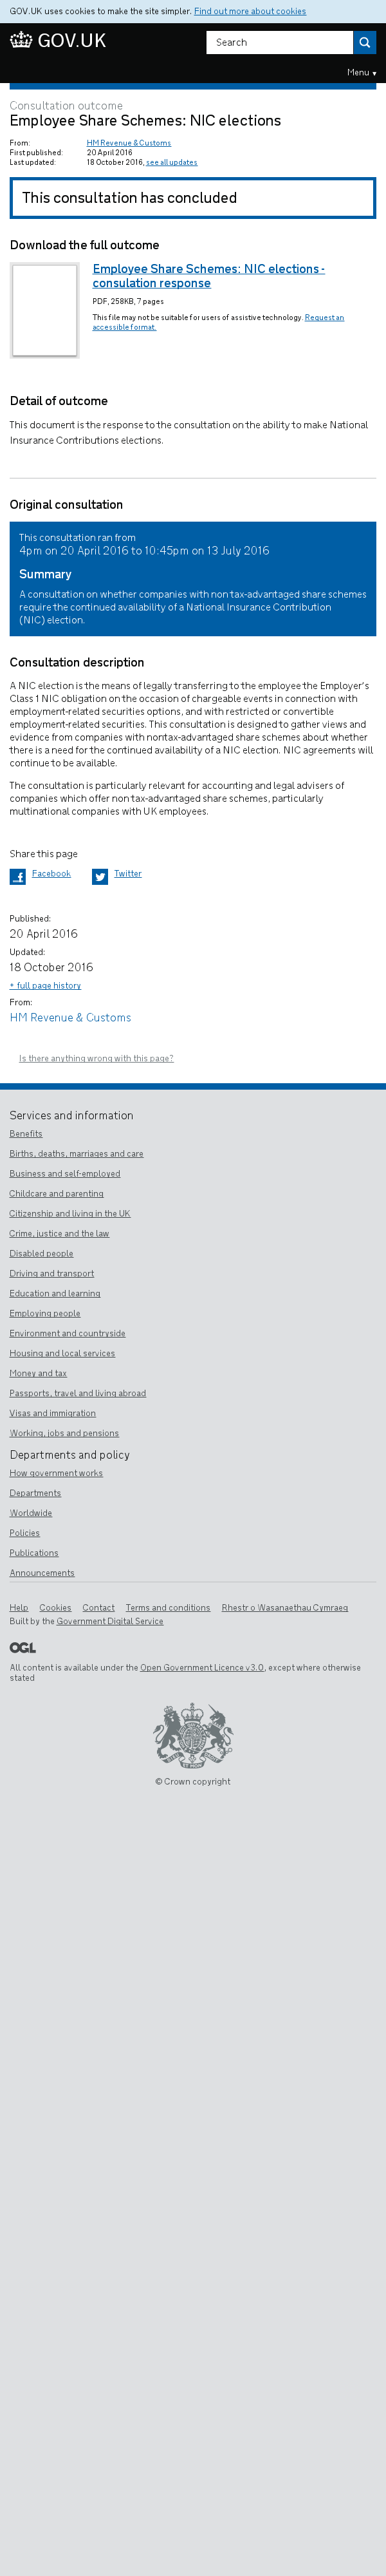 GOV.UK uses cookies to make the site simpler. Find out more about cookies
GOV.UK
Search
Menu ▾
Consultation outcome
Employee Share Schemes: NIC elections
From: HM Revenue & Customs
First published: 20 April 2016
Last updated: 18 October 2016, see all updates
This consultation has concluded
Download the full outcome
Employee Share Schemes: NIC elections -
consulation response
PDF, 258KB, 7 pages
This file may not be suitable for users of assistive technology. Request an
accessible format.
Detail of outcome
This document is the response to the consultation on the ability to make National
Insurance Contributions elections.
Original consultation
This consultation ran from
4pm on 20 April 2016 to 10:45pm on 13 July 2016
Summary
A consultation on whether companies with non tax-advantaged share schemes
require the continued availability of a National Insurance Contribution
(NIC) election.
Consultation description
A NIC election is the means of legally transferring to the employee the Employer's
Class 1 NIC obligation on the occasion of chargeable events in connection with
employment-related securities options, and with restricted or convertible
employment-related securities. This consultation is designed to gather views and
evidence from companies with nontax-advantaged share schemes about whether
there is a need for the continued availability of a NIC election. NIC agreements will
continue to be available.
The consultation is particularly relevant for accounting and legal advisers of
companies which offer non tax-advantaged share schemes, particularly
multinational companies with UK employees.
Share this page
Facebook Twitter
Published:
20 April 2016
Updated:
18 October 2016
+ full page history
From:
HM Revenue & Customs
Is there anything wrong with this page?
Services and information
Benefits
Births, deaths, marriages and care
Business and self-employed
Childcare and parenting
Citizenship and living in the UK
Crime, justice and the law
Disabled people
Driving and transport
Education and learning
Employing people
Environment and countryside
Housing and local services
Money and tax
Passports, travel and living abroad
Visas and immigration
Working, jobs and pensions
Departments and policy
How government works
Departments
Worldwide
Policies
Publications
Announcements
Help Cookies Contact Terms and conditions Rhestr o Wasanaethau Cymraeg
Built by the Government Digital Service
OGL
All content is available under the Open Government Licence v3.0, except where otherwise
stated
© Crown copyright